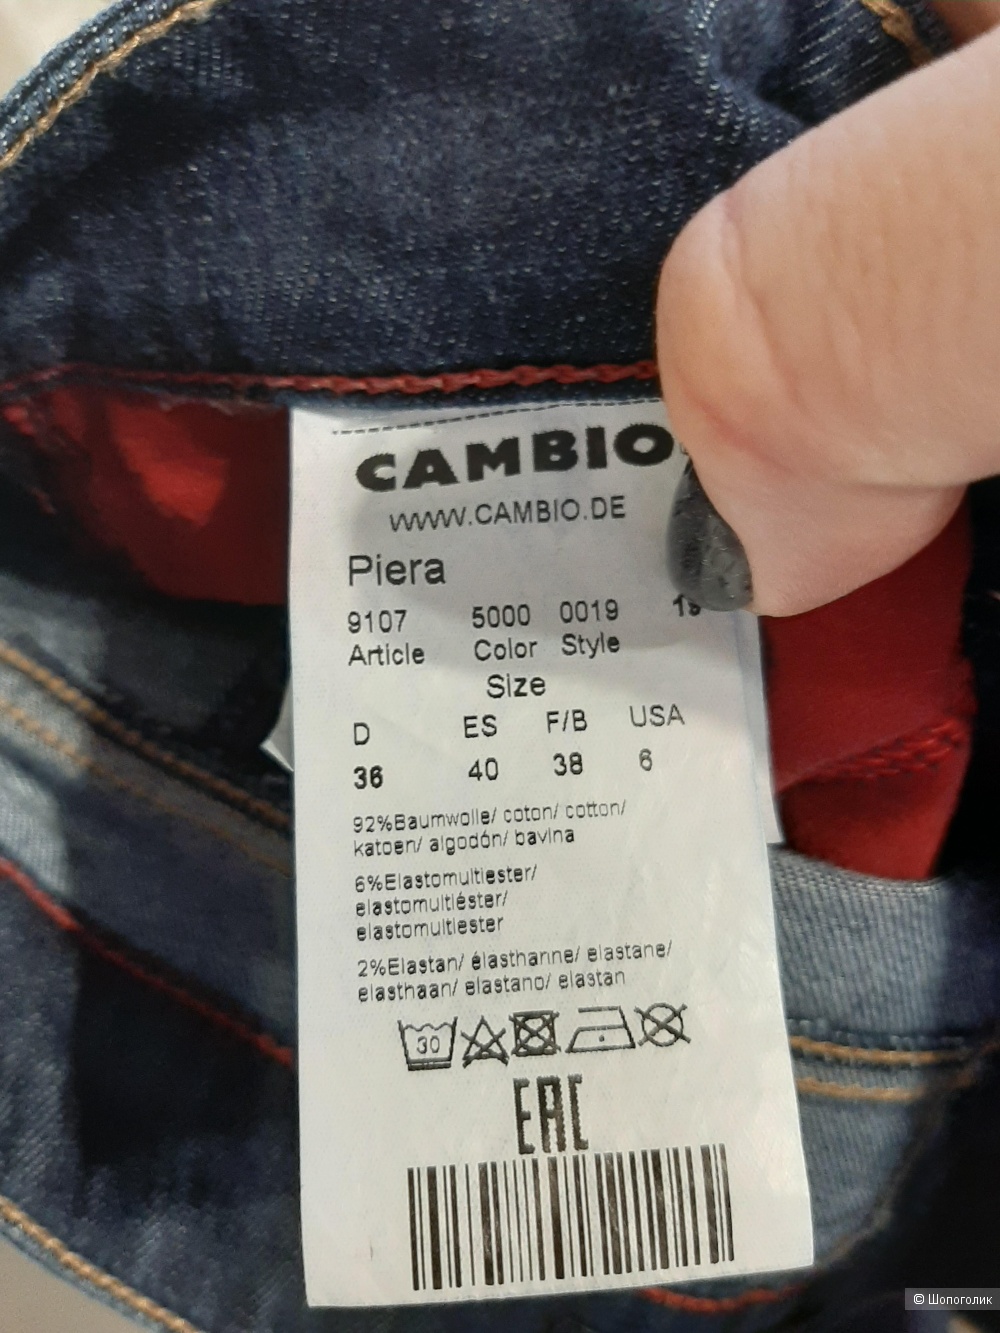 CAMBIO
WWW.CAMBIO.DE
Piera
9107 5000 0019
Article Color Style
Size
D ES F/B USA
36 40 38 6
92%Baumwolle/ coton/ cotton/
katoen/ algodón/ bavlna
6%Elastomultiester/
elastomultiéster/
elastomultiester
2%Elastan/ élasthanne/ elastane/
elasthaan/ elastano/ elastan
30
EAC
© Шопоголик